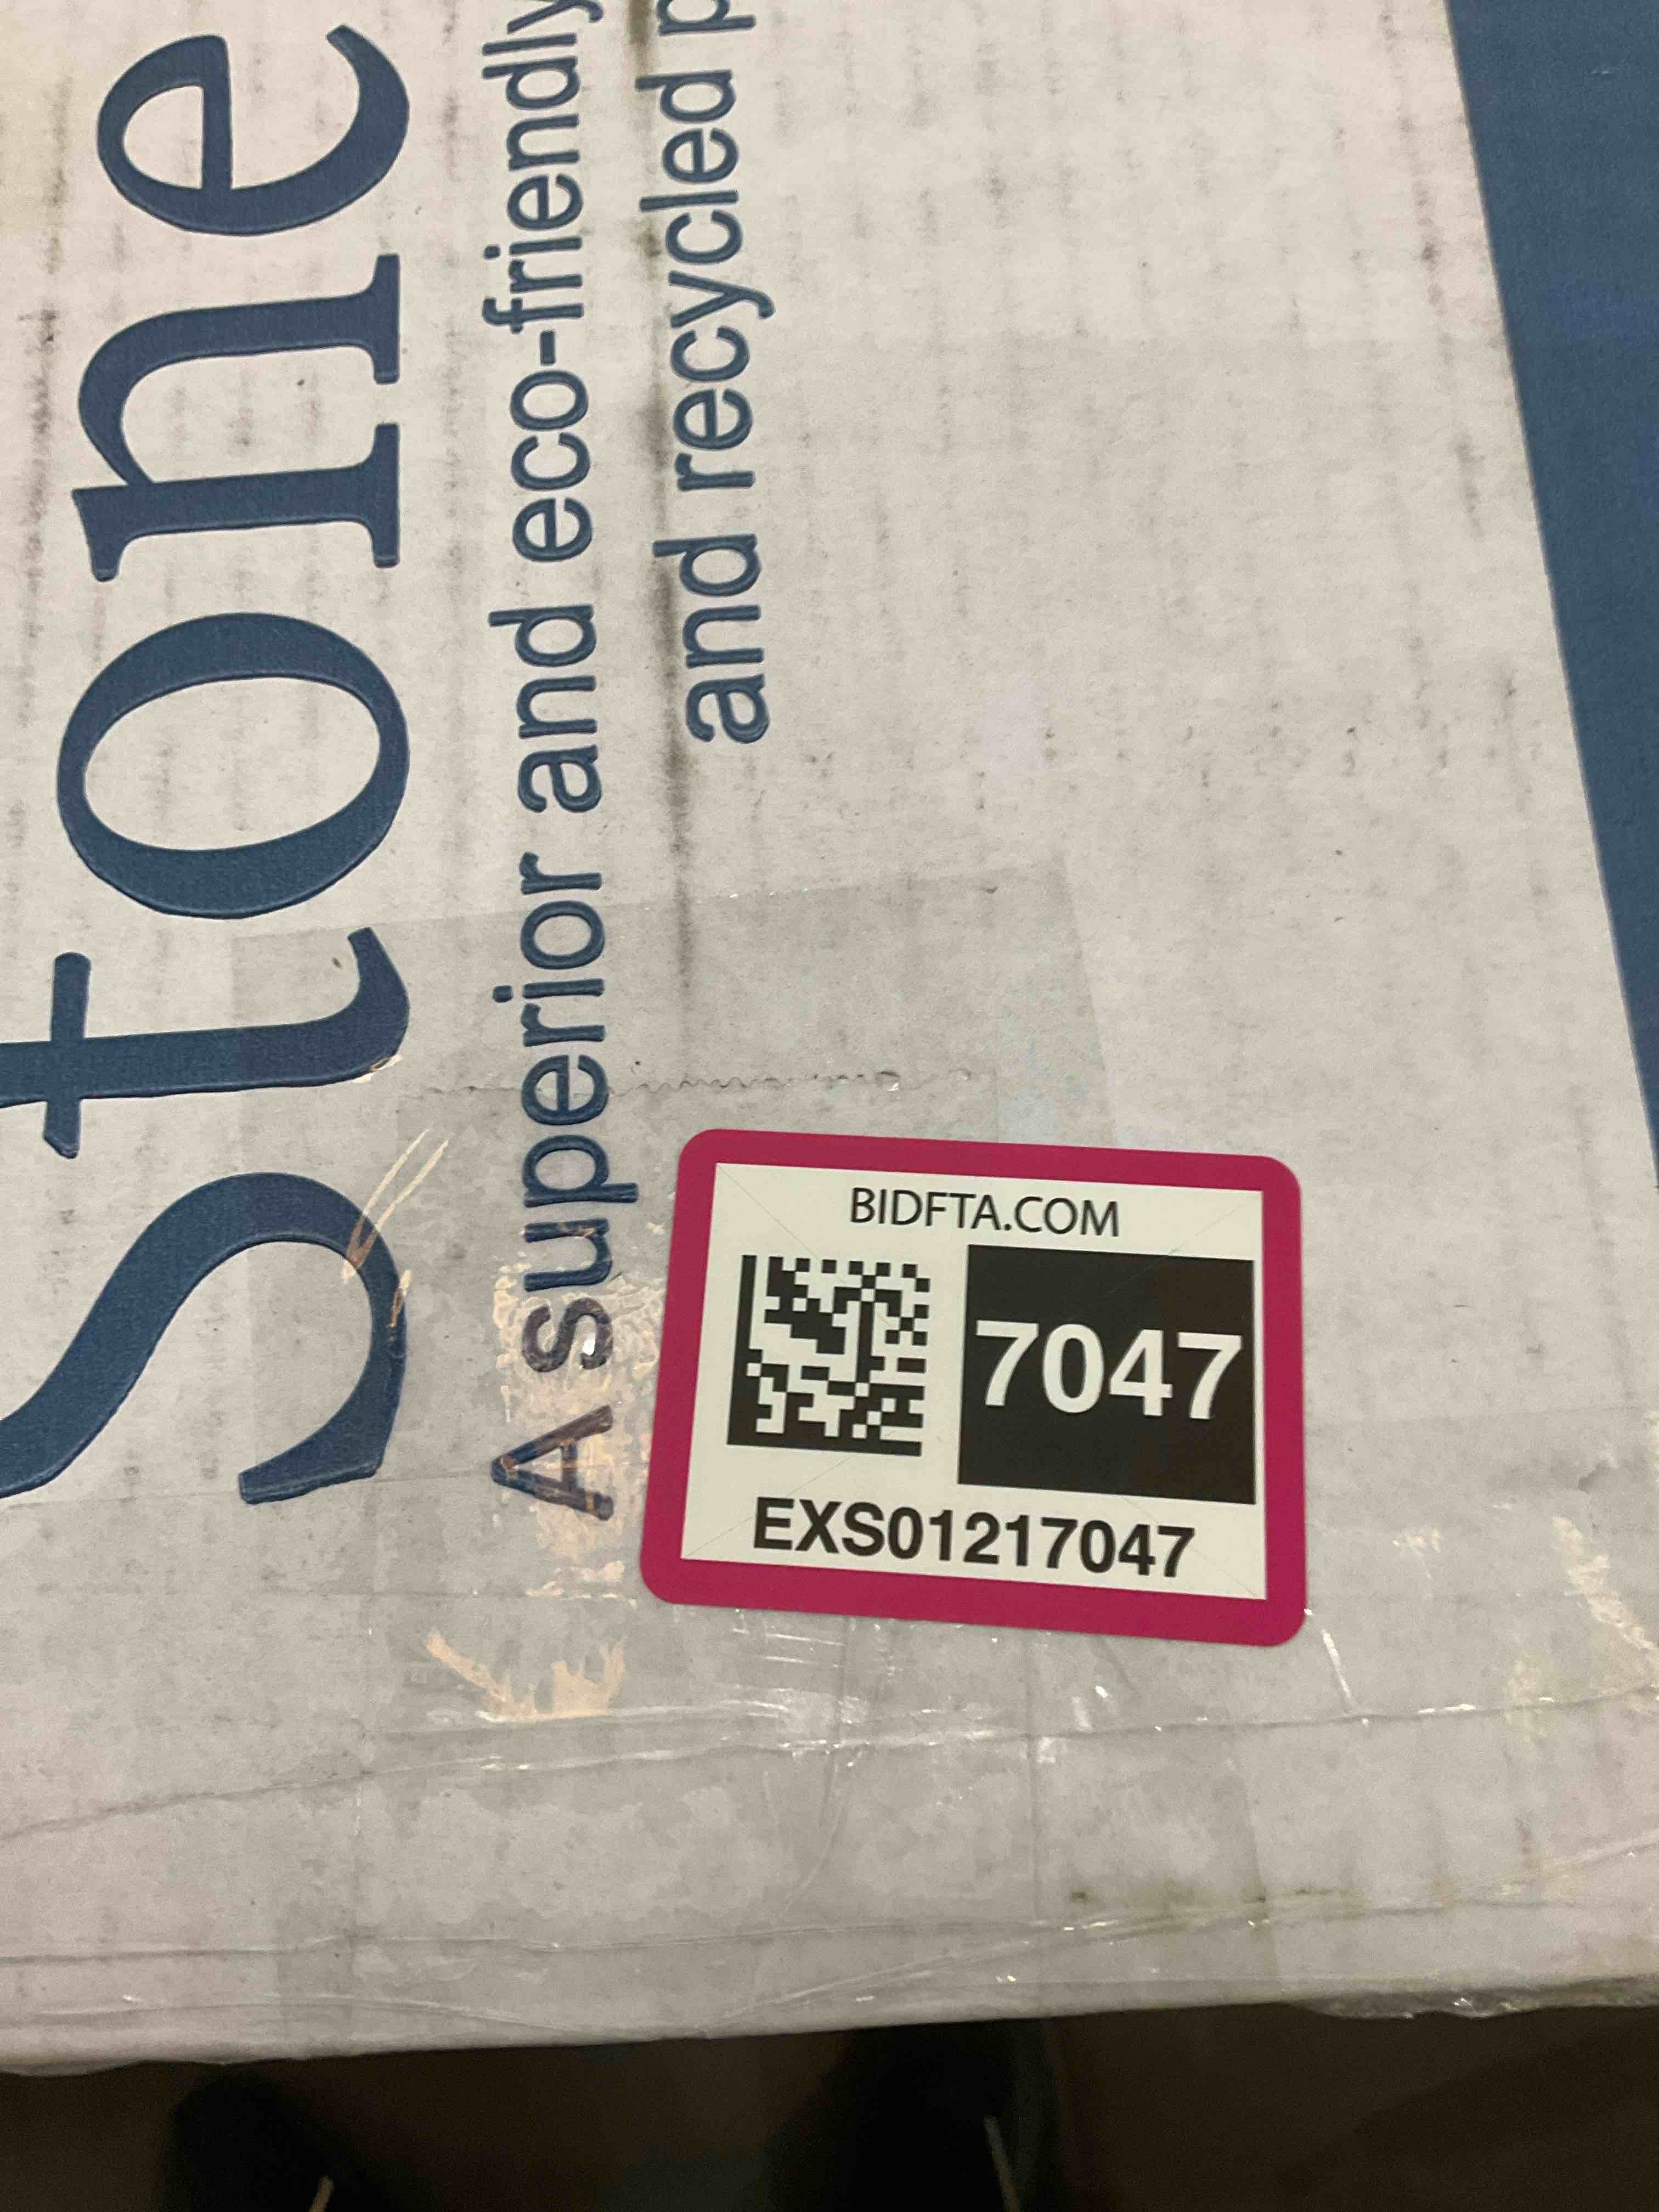 Stone
A superior and eco-friendly
and recycled p
BIDFTA.COM
7047
EXS01217047